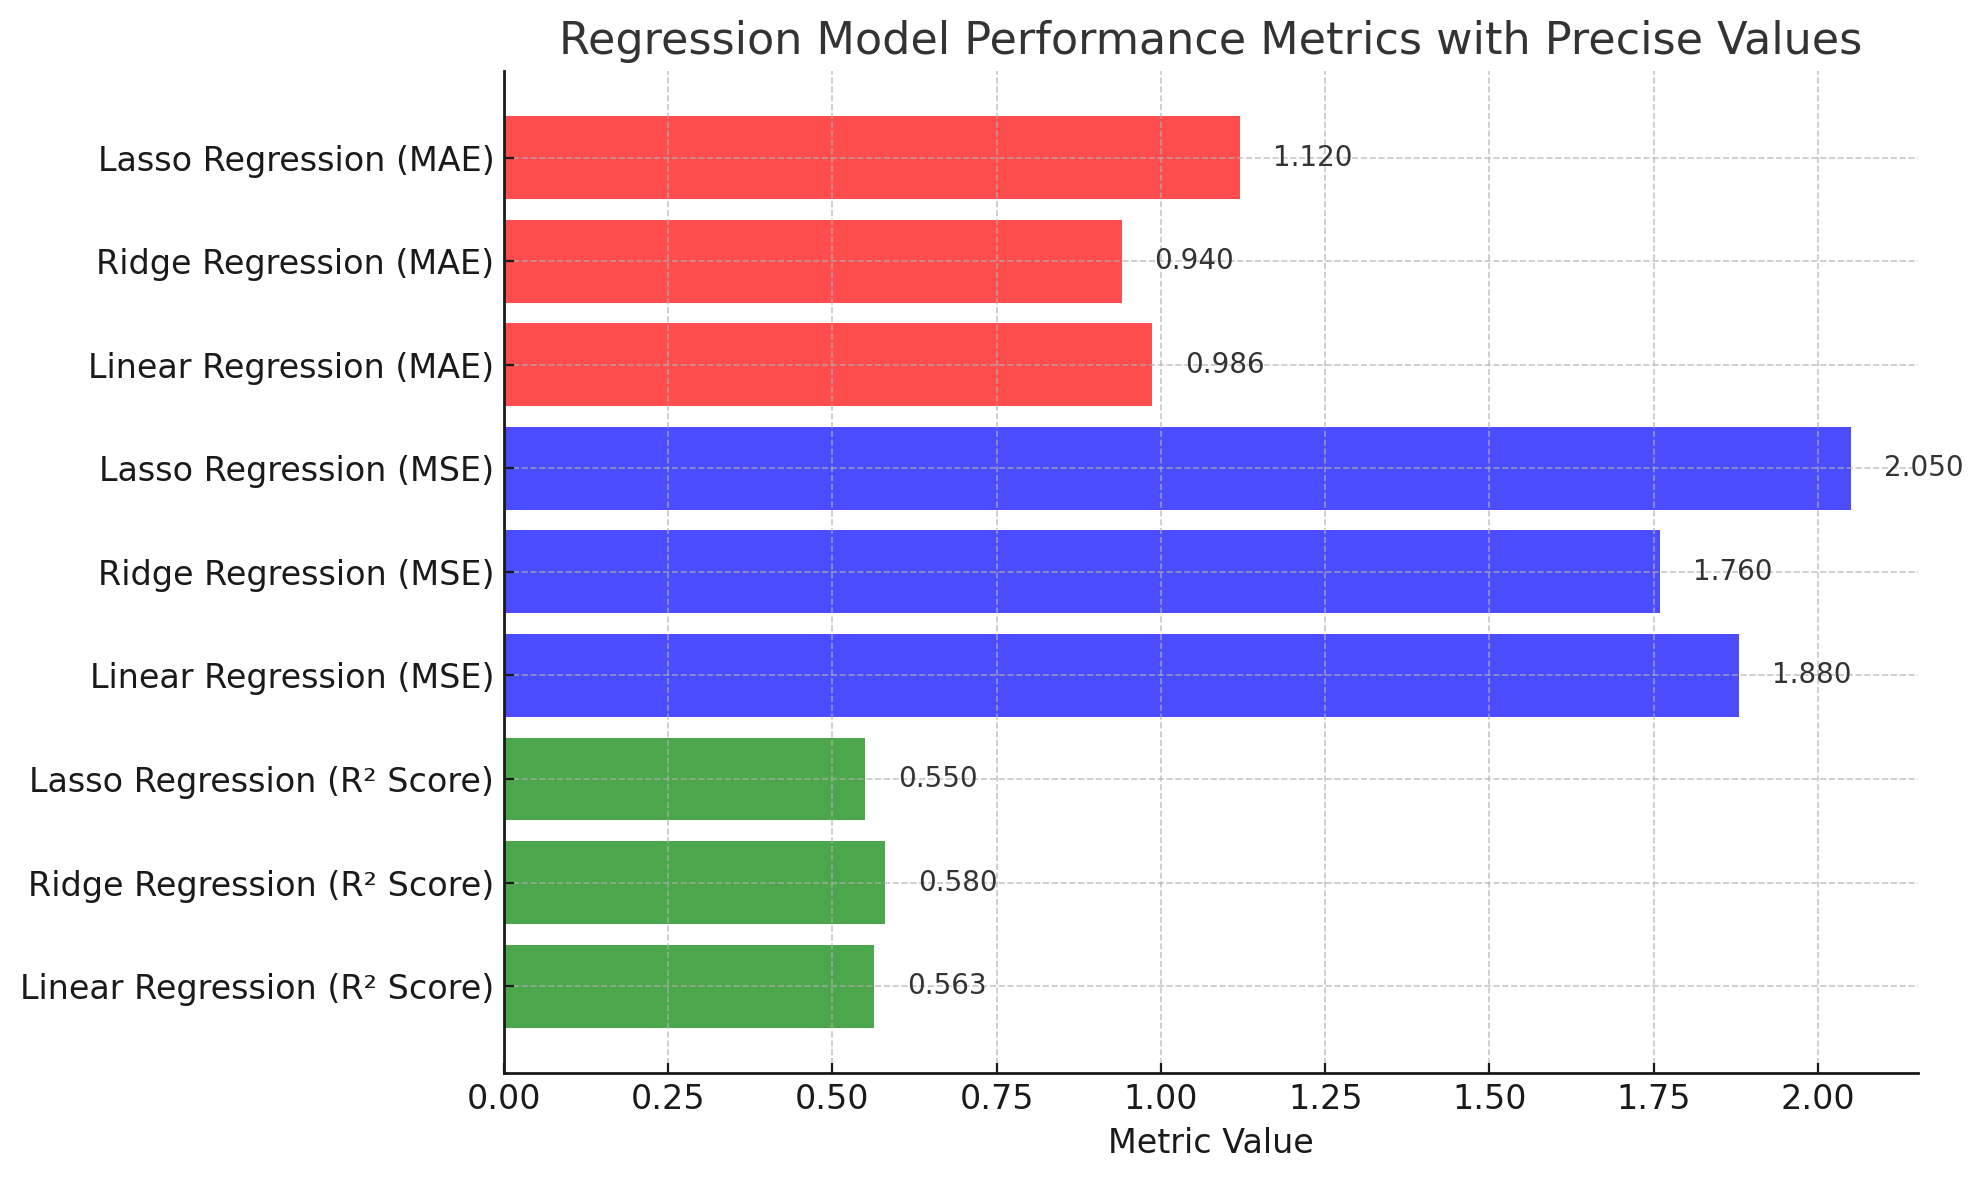 Regression Model Performance Metrics with Precise Values
Lasso Regression (MAE) 1.120
Ridge Regression (MAE) 0.940
Linear Regression (MAE) 0.986
Lasso Regression (MSE) 2.050
Ridge Regression (MSE) 1.760
Linear Regression (MSE) 1.880
Lasso Regression (R² Score) 0.550
Ridge Regression (R² Score) 0.580
Linear Regression (R² Score) 0.563
0.00 0.25 0.50 0.75 1.00 1.25 1.50 1.75 2.00
Metric Value